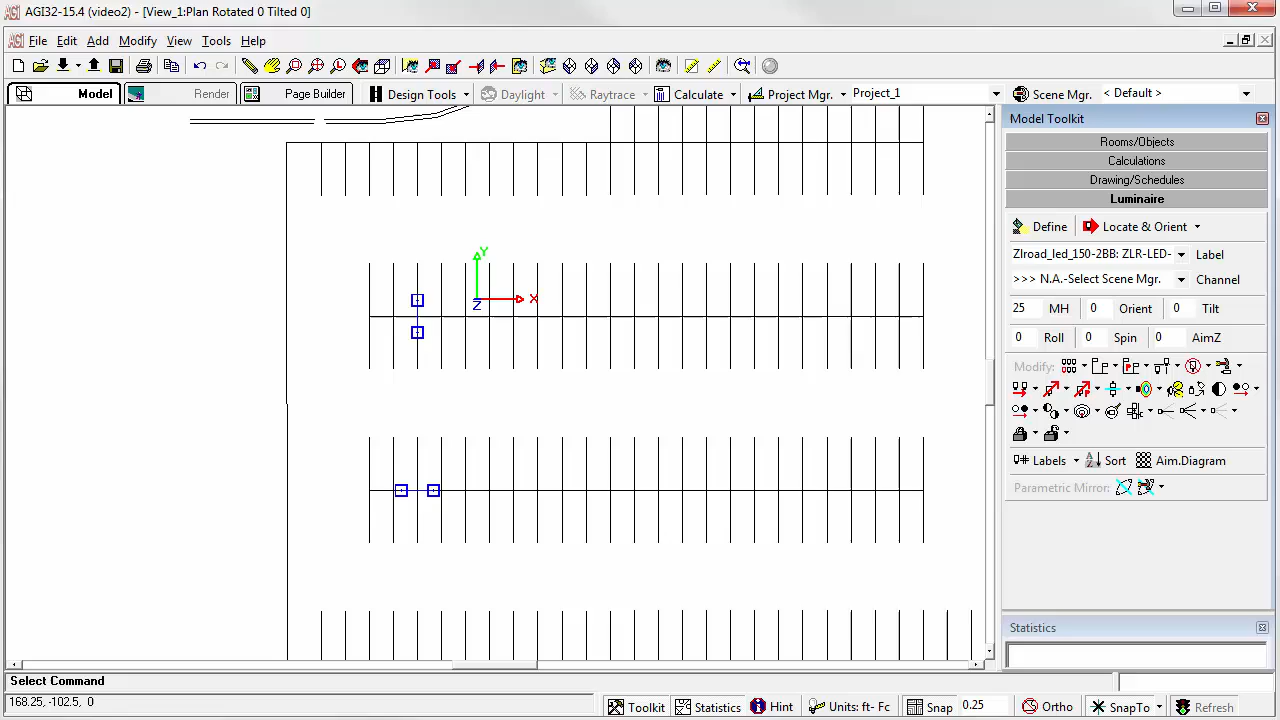 AGI32-15.4 (video2) - [View_1:Plan Rotated 0 Tilted 0]
AGI File Edit Add Modify View Tools Help
Model Render Page Builder Design Tools Daylight Raytrace Calculate Project Mgr. Project_1 Scene Mgr. < Default >
Model Toolkit
Rooms/Objects
Calculations
Drawing/Schedules
Luminaire
Define Locate & Orient
Zlroad_led_150-2BB: ZLR-LED- Label
>>> N.A.-Select Scene Mgr. Channel
25 MH 0 Orient 0 Tilt
0 Roll 0 Spin 0 AimZ
Modify:
Labels Sort Aim.Diagram
Parametric Mirror:
Y
X
Z
Statistics
Select Command
168.25, -102.5, 0
Toolkit Statistics Hint Units: ft- Fc Snap 0.25 Ortho SnapTo Refresh